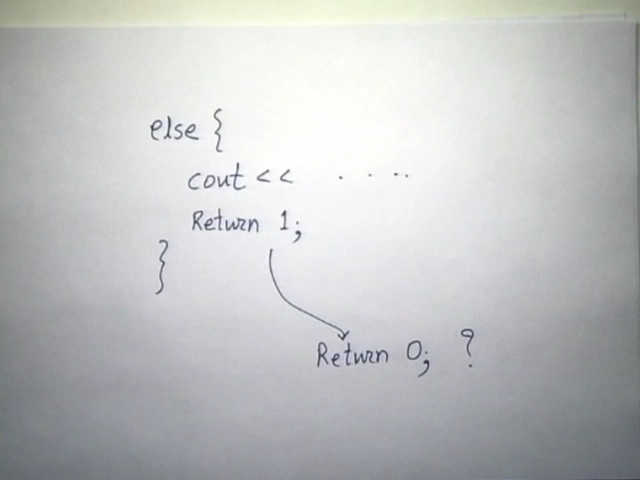 else {
cout << . . . .
Return 1;
}
Return 0; ?